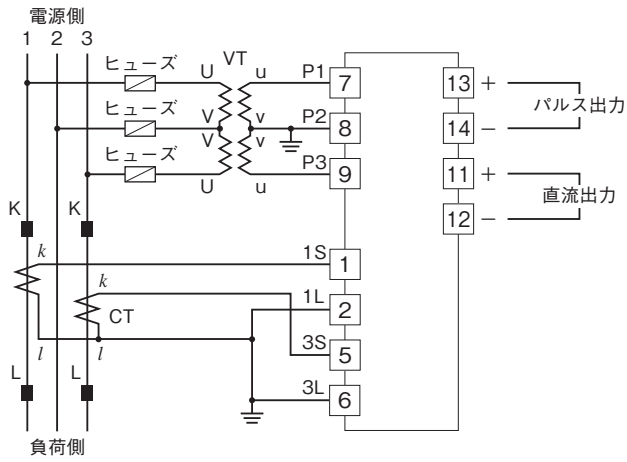 電源側
1 2 3
ヒューズ U VT u P1 7 13 +
パルス出力
ヒューズ V v P2 8 14 −
V v
ヒューズ U u P3 9 11 +
直流出力
12 −
K K
k 1S 1
k 1L 2
CT
l l 3S 5
L L 3L 6
負荷側